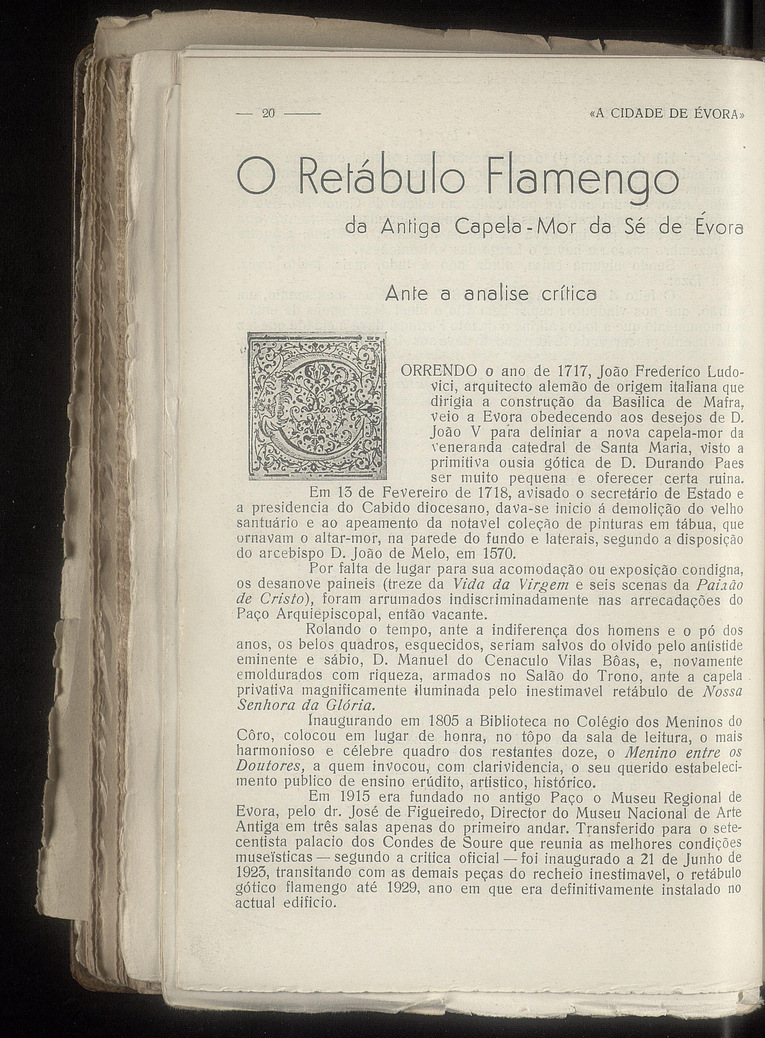 — 20 — «A CIDADE DE ÉVORA»
O Retábulo Flamengo
da Antiga Capela-Mor da Sé de Évora
Ante a analise crítica
CORRENDO o ano de 1717, João Frederico Ludo-
vici, arquitecto alemão de origem italiana que
dirigia a construção da Basilica de Mafra,
veio a Evora obedecendo aos desejos de D.
João V para deliniar a nova capela-mor da
veneranda catedral de Santa Maria, visto a
primitiva ousia gótica de D. Durando Paes
ser muito pequena e oferecer certa ruina.
Em 13 de Fevereiro de 1718, avisado o secretário de Estado e
a presidencia do Cabido diocesano, dava-se inicio á demolição do velho
santuário e ao apeamento da notavel coleção de pinturas em tábua, que
ornavam o altar-mor, na parede do fundo e laterais, segundo a disposição
do arcebispo D. João de Melo, em 1570.
Por falta de lugar para sua acomodação ou exposição condigna,
os desanove paineis (treze da Vida da Virgem e seis scenas da Paixão
de Cristo), foram arrumados indiscriminadamente nas arrecadações do
Paço Arquiépiscopal, então vacante.
Rolando o tempo, ante a indiferença dos homens e o pó dos
anos, os belos quadros, esquecidos, seriam salvos do olvido pelo antistide
eminente e sábio, D. Manuel do Cenaculo Vilas Bôas, e, novamente
emoldurados com riqueza, armados no Salão do Trono, ante a capela
privativa magnificamente iluminada pelo inestimavel retábulo de Nossa
Senhora da Glória.
Inaugurando em 1805 a Biblioteca no Colégio dos Meninos do
Côro, colocou em lugar de honra, no tôpo da sala de leitura, o mais
harmonioso e célebre quadro dos restantes doze, o Menino entre os
Doutores, a quem invocou, com clarividencia, o seu querido estabeleci-
mento publico de ensino erúdito, artistico, histórico.
Em 1915 era fundado no antigo Paço o Museu Regional de
Evora, pelo dr. José de Figueiredo, Director do Museu Nacional de Arte
Antiga em três salas apenas do primeiro andar. Transferido para o sete-
centista palacio dos Condes de Soure que reunia as melhores condições
museïsticas — segundo a critica oficial — foi inaugurado a 21 de Junho de
1923, transitando com as demais peças do recheio inestimavel, o retábulo
gótico flamengo até 1929, ano em que era definitivamente instalado no
actual edificio.